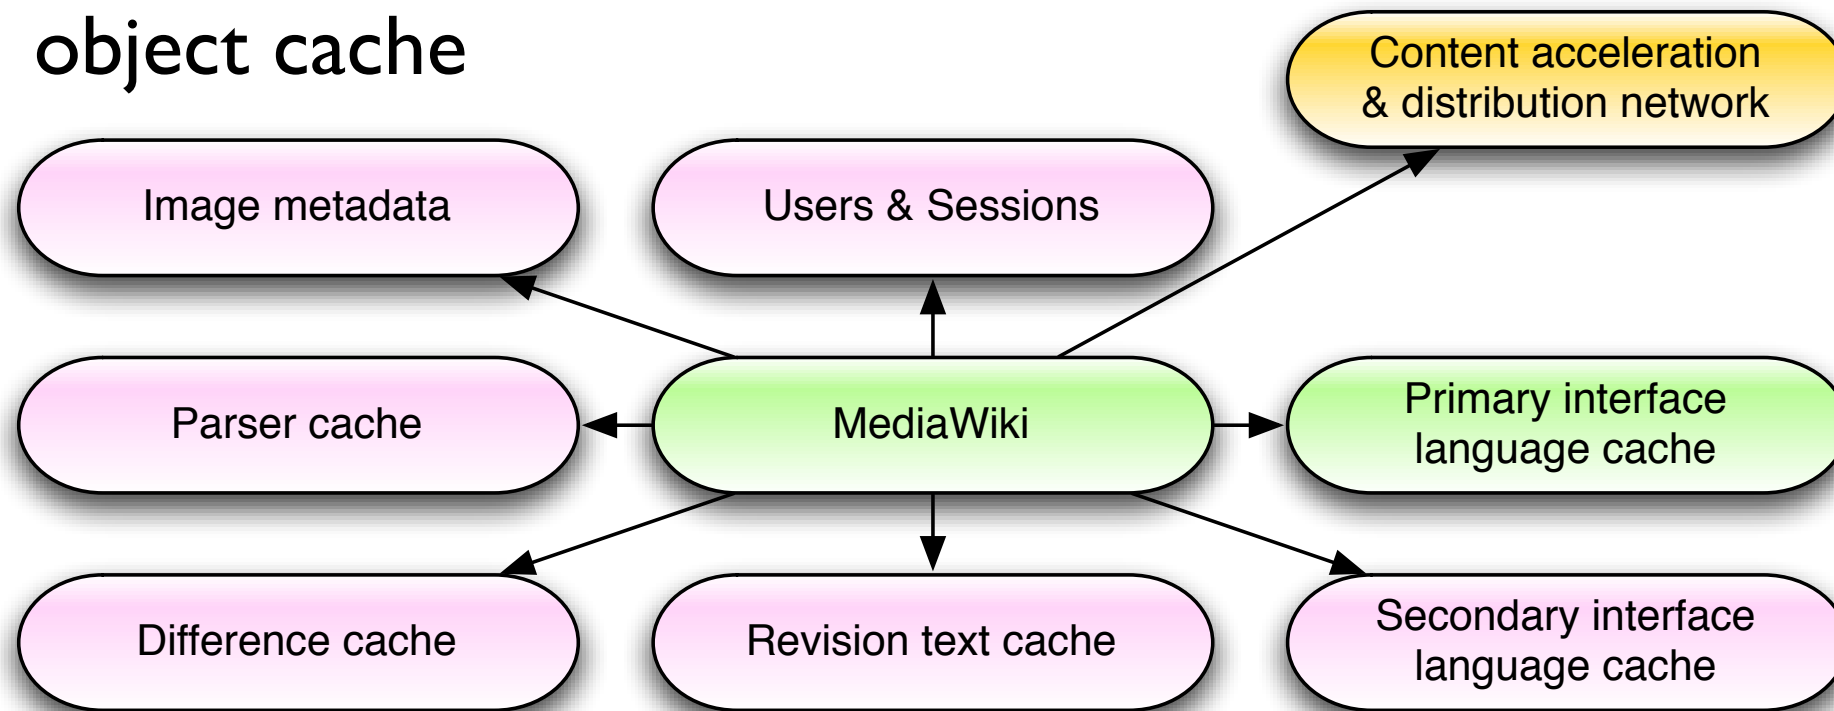 object cache
Content acceleration
& distribution network
Image metadata
Users & Sessions
Parser cache
MediaWiki
Primary interface
language cache
Difference cache
Revision text cache
Secondary interface
language cache